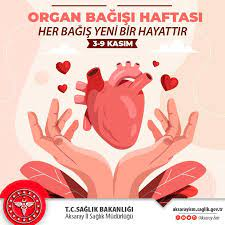 ORGAN BAĞIŞI HAFTASI
HER BAĞIŞ YENİ BİR HAYATTIR
3-9 KASIM
T.C.SAĞLIK BAKANLIĞI
Aksaray İl Sağlık Müdürlüğü
aksarayism.saglik.gov.tr